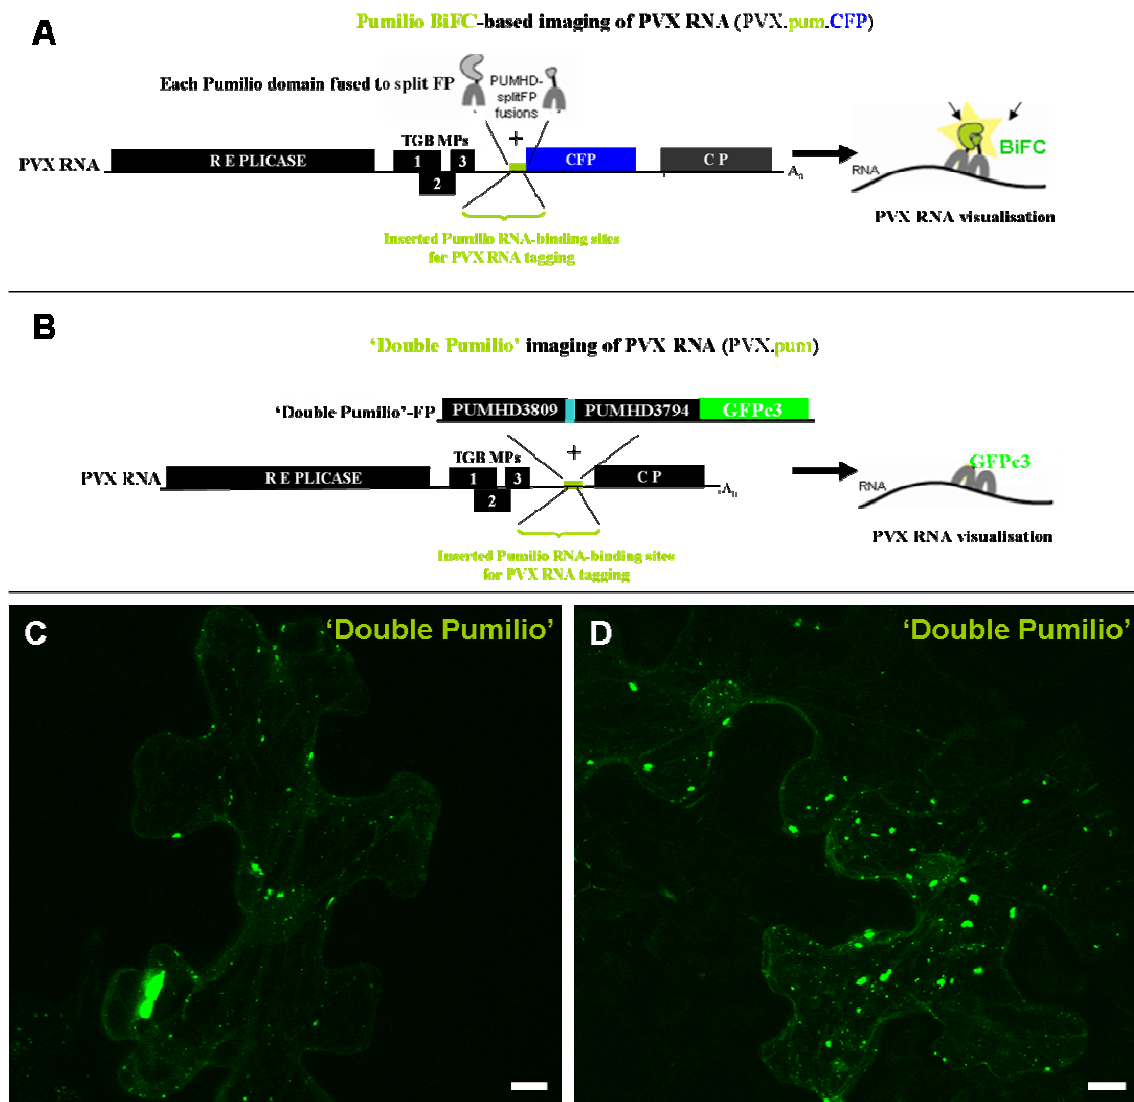 A
Pumilio BiFC-based imaging of PVX RNA (PVX.pum.CFP)
Each Pumilio domain fused to split FP
PUMHD-
splitFP
fusions
+
TGB MPs
PVX RNA
REPLICASE
1
3
2
CFP
CP
An
BiFC
RNA
PVX RNA visualisation
Inserted Pumilio RNA-binding sites
for PVX RNA tagging
B
‘Double Pumilio’ imaging of PVX RNA (PVX.pum)
‘Double Pumilio’-FP
PUMHD3809
PUMHD3794
GFPc3
+
TGB MPs
PVX RNA
REPLICASE
1
3
2
CP
An
GFPc3
RNA
PVX RNA visualisation
Inserted Pumilio RNA-binding sites
for PVX RNA tagging
C
‘Double Pumilio’
D
‘Double Pumilio’